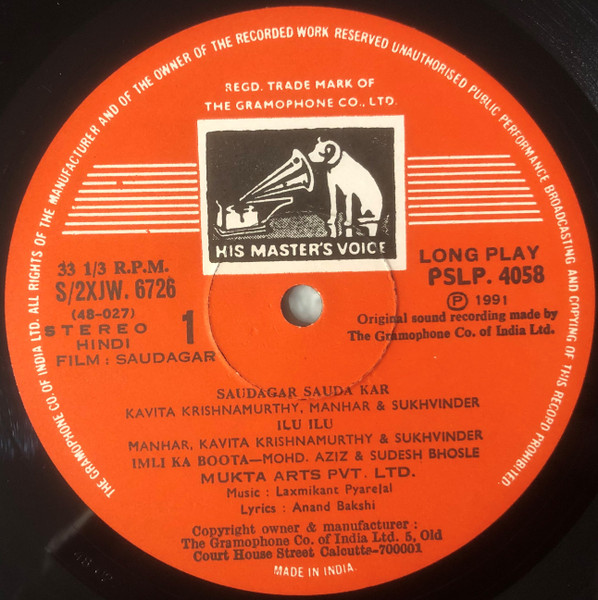 THE GRAMOPHONE CO. OF INDIA LTD. ALL RIGHTS OF THE MANUFACTURER AND OF THE OWNER OF THE RECORDED WORK RESERVED UNAUTHORISED PUBLIC PERFORMANCE BROADCASTING AND COPYING OF THIS RECORD PROHIBITED.
REGD. TRADE MARK OF
THE GRAMOPHONE CO., LTD.
HIS MASTER'S VOICE
33 1/3 R.P.M.
S/2XJW. 6726
(48-027)
STEREO 1
HINDI
FILM : SAUDAGAR
LONG PLAY
PSLP. 4058
Ⓟ 1991
Original sound recording made by
The Gramophone Co. of India Ltd.
SAUDAGAR SAUDA KAR
KAVITA KRISHNAMURTHY, MANHAR & SUKHVINDER
ILU ILU
MANHAR, KAVITA KRISHNAMURTHY & SUKHVINDER
IMLI KA BOOTA—MOHD. AZIZ & SUDESH BHOSLE
MUKTA ARTS PVT. LTD.
Music : Laxmikant Pyarelal
Lyrics : Anand Bakshi
Copyright owner & manufacturer :
The Gramophone Co. of India Ltd. 5, Old
Court House Street Calcutta-700001
MADE IN INDIA.